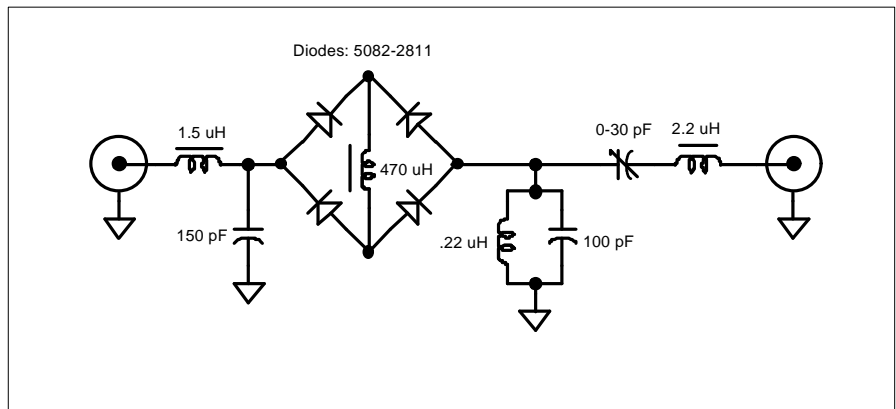 Diodes: 5082-2811
1.5 uH
0-30 pF
2.2 uH
470 uH
150 pF
.22 uH
100 pF